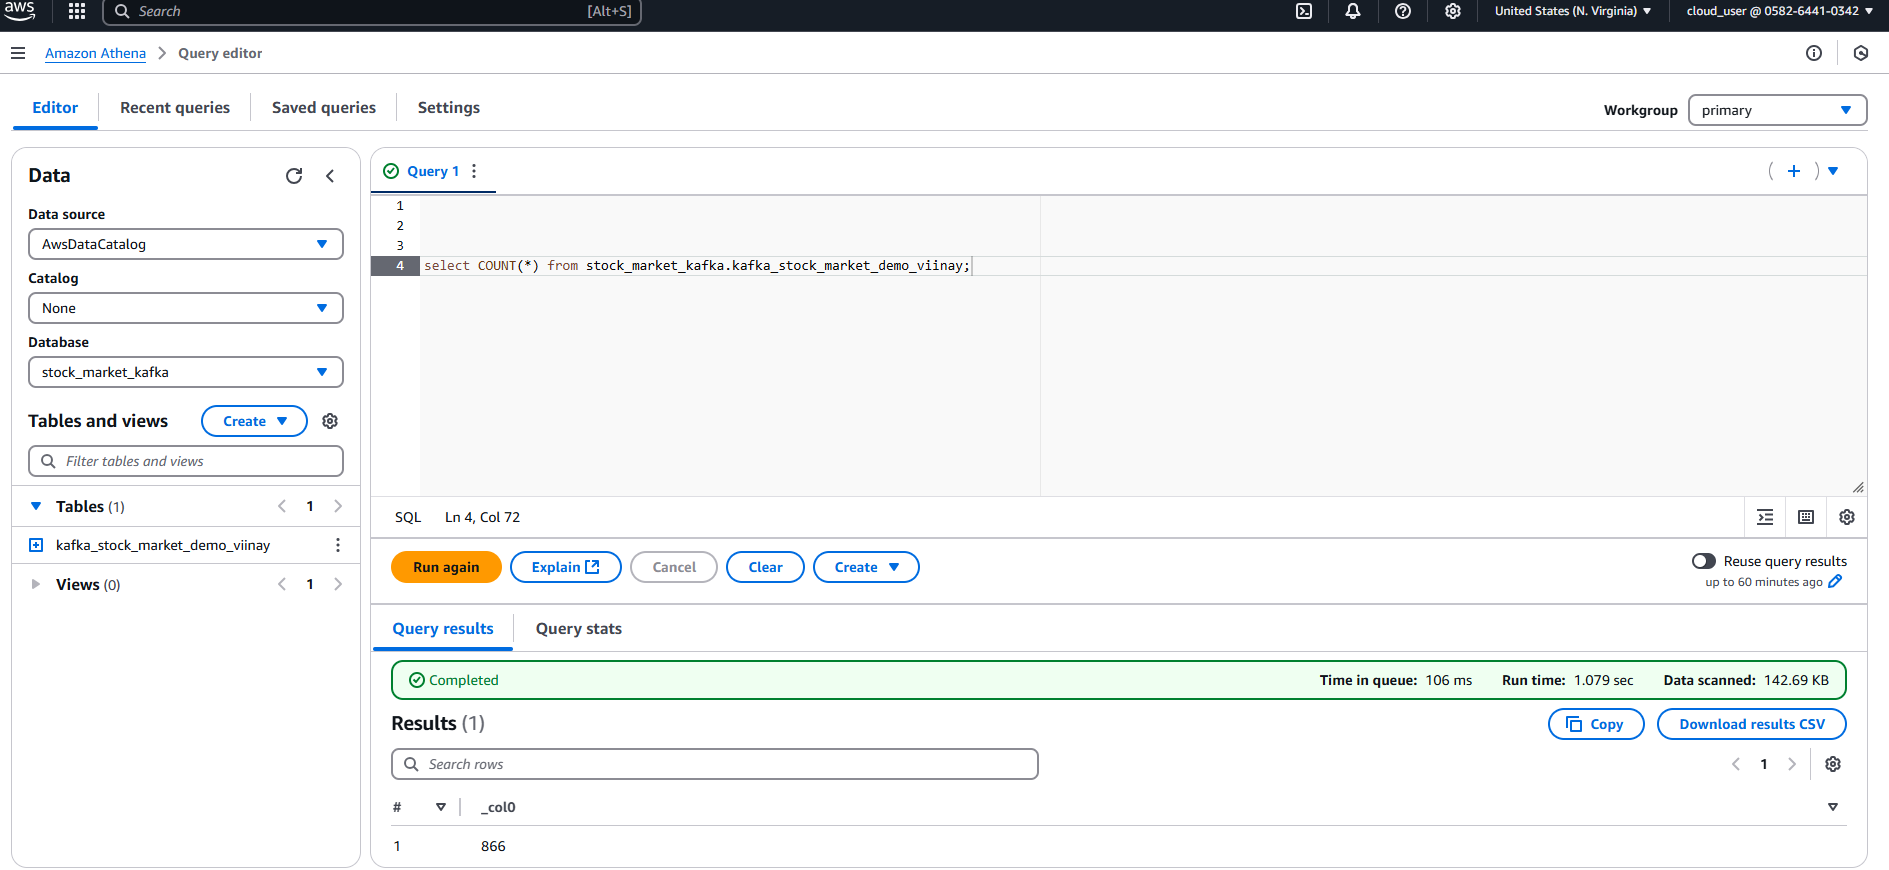 aws
Search [Alt+S]
United States (N. Virginia)
cloud_user @ 0582-6441-0342
Amazon Athena
Query editor
Editor
Recent queries
Saved queries
Settings
Workgroup
primary
Data
Data source
AwsDataCatalog
Catalog
None
Database
stock_market_kafka
Tables and views
Create
Filter tables and views
Tables (1)
1
kafka_stock_market_demo_viinay
Views (0)
1
Query 1
1
2
3
4 select COUNT(*) from stock_market_kafka.kafka_stock_market_demo_viinay;
SQL
Ln 4, Col 72
Run again
Explain
Cancel
Clear
Create
Reuse query results
up to 60 minutes ago
Query results
Query stats
Completed
Time in queue: 106 ms
Run time: 1.079 sec
Data scanned: 142.69 KB
Results (1)
Copy
Download results CSV
Search rows
1
# _col0
1 866